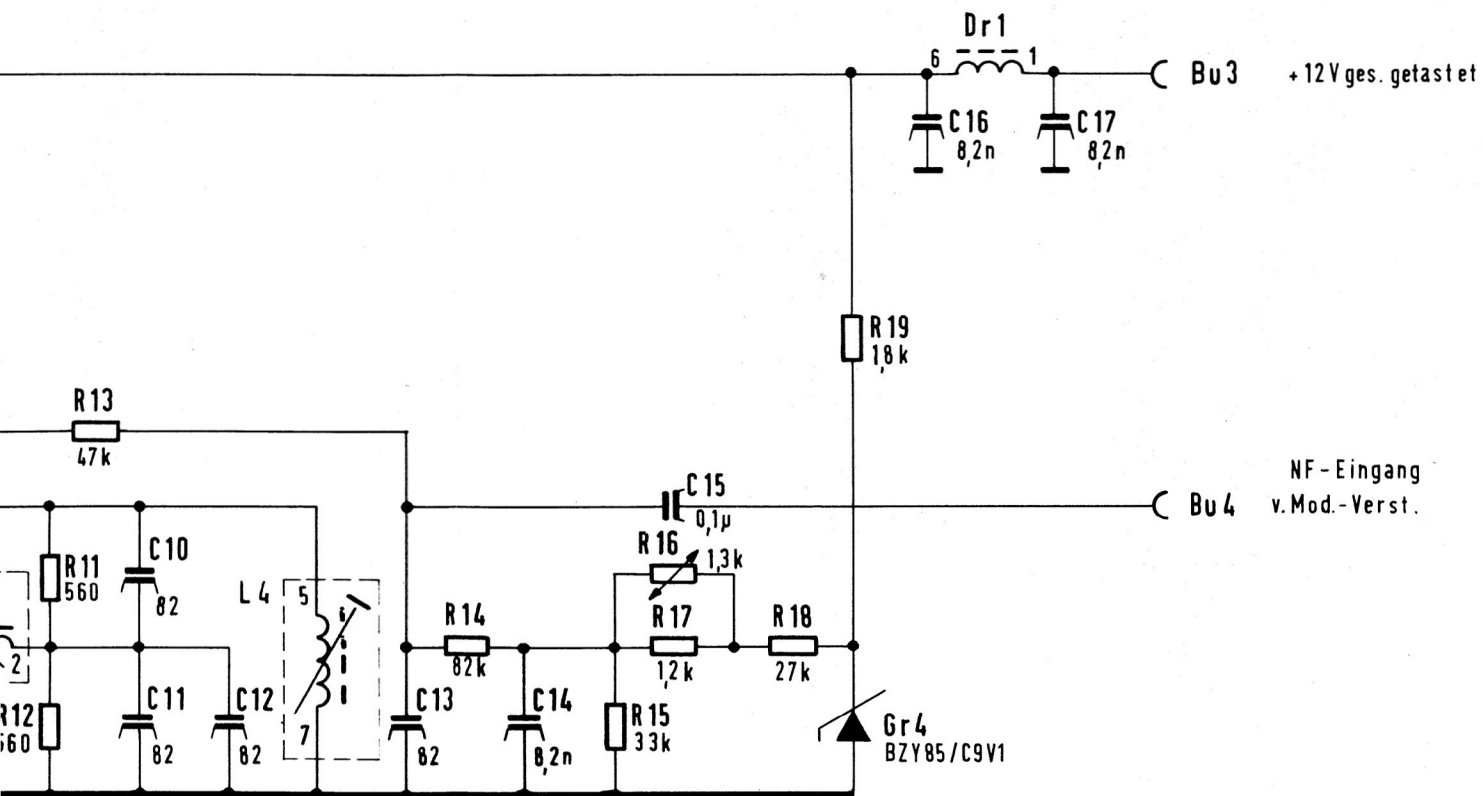 Dr1
6
1
Bu3
+12V ges. getastet
C16
8,2n
C17
8,2n
R19
1,8k
R13
47k
NF-Eingang
v. Mod.-Verst.
Bu4
C15
0,1µ
R16
1,3k
R11
560
C10
82
L4
5
7
R14
82k
R17
1,2k
R18
27k
2
R12
560
C11
82
C12
82
C13
82
C14
8,2n
R15
33k
Gr4
BZY85/C9V1